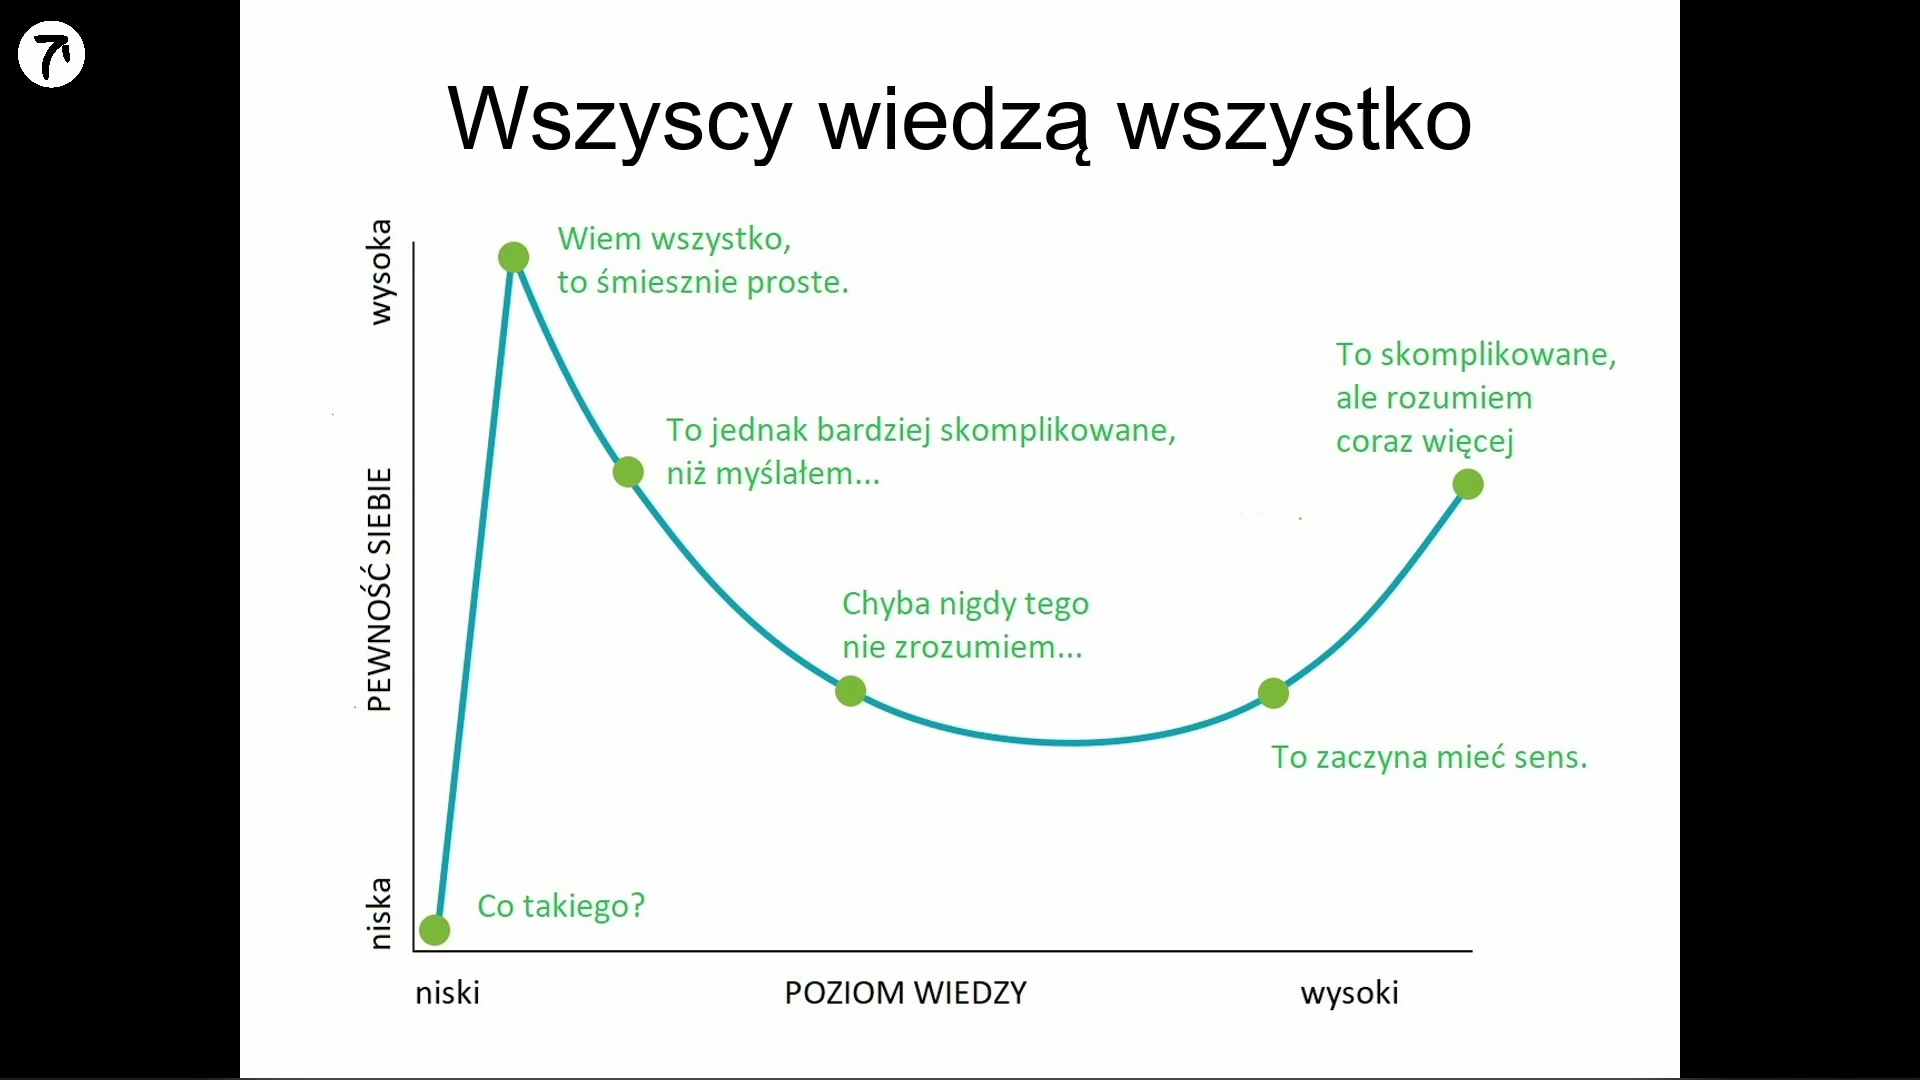 Wszyscy wiedzą wszystko
wysoka
PEWNOŚĆ SIEBIE
niska
Wiem wszystko,
to śmiesznie proste.
To jednak bardziej skomplikowane,
niż myślałem...
Chyba nigdy tego
nie zrozumiem...
To skomplikowane,
ale rozumiem
coraz więcej
To zaczyna mieć sens.
Co takiego?
niski
POZIOM WIEDZY
wysoki